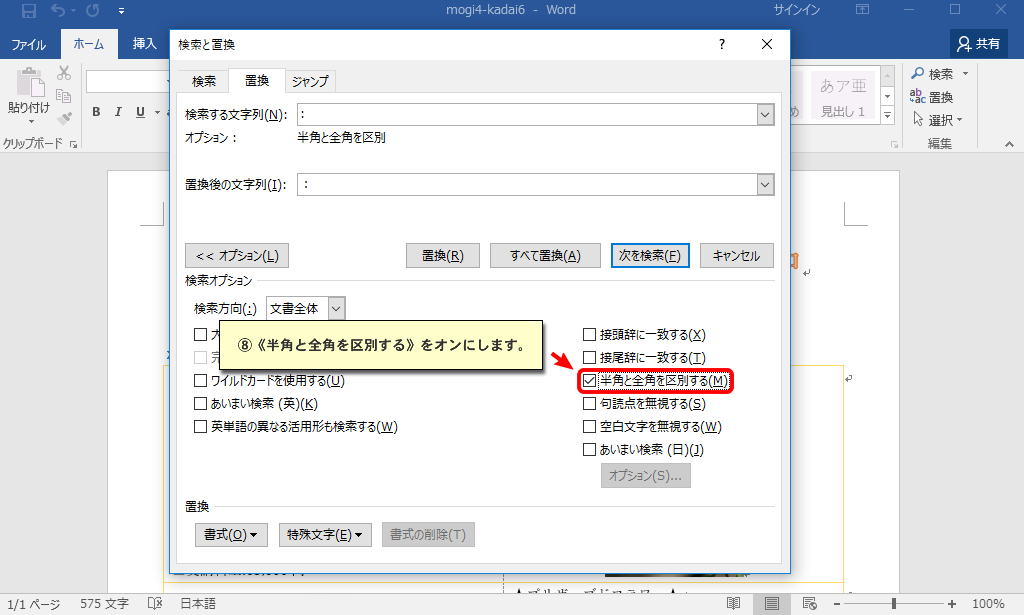 mogi4-kadai6 - Word
サインイン
ファイル
ホーム
挿入
共有
検索と置換
?
検索
置換
ジャンプ
検索する文字列(N):
:
オプション :
半角と全角を区別
置換後の文字列(I):
：
<< オプション(L)
置換(R)
すべて置換(A)
次を検索(F)
キャンセル
検索オプション
検索方向(:)
文書全体
⑧《半角と全角を区別する》をオンにします。
ワイルドカードを使用する(U)
あいまい検索 (英)(K)
英単語の異なる活用形も検索する(W)
接頭辞に一致する(X)
接尾辞に一致する(T)
半角と全角を区別する(M)
句読点を無視する(S)
空白文字を無視する(W)
あいまい検索 (日)(J)
オプション(S)...
置換
書式(O)
特殊文字(E)
書式の削除(T)
貼り付け
B I U
クリップボード
あア亜
見出し 1
検索
置換
選択
編集
1/1 ページ
575 文字
日本語
100%